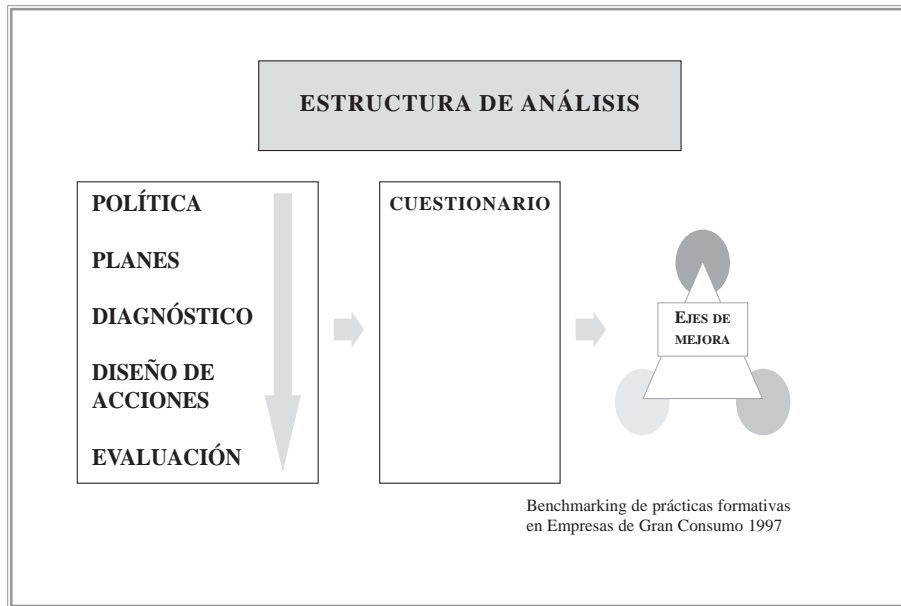 ESTRUCTURA DE ANÁLISIS
POLÍTICA
PLANES
DIAGNÓSTICO
DISEÑO DE
ACCIONES
EVALUACIÓN
CUESTIONARIO
EJES DE
MEJORA
Benchmarking de prácticas formativas
en Empresas de Gran Consumo 1997